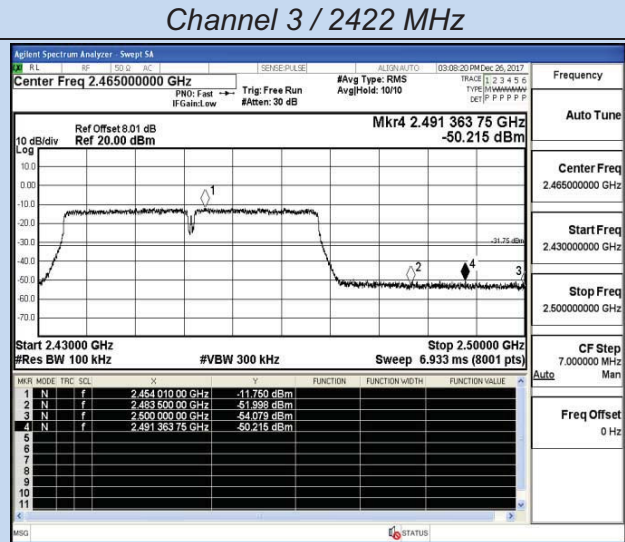 Channel 3 / 2422 MHz
Agilent Spectrum Analyzer - Swept SA
RL RF 50 Ω AC SENSE:PULSE ALIGN AUTO 03:08:20 PM Dec 26, 2017
Center Freq 2.465000000 GHz
PNO: Fast
IFGain:Low
Trig: Free Run
#Atten: 30 dB
#Avg Type: RMS
Avg|Hold: 10/10
TRACE 1 2 3 4 5 6
TYPE
DET P P P P P P
Ref Offset 8.01 dB
Ref 20.00 dBm
10 dB/div
Log
Mkr4 2.491 363 75 GHz
-50.215 dBm
10.0
0.00
-10.0
-20.0
-30.0
-40.0
-50.0
-60.0
-70.0
1
2
4
3
-31.75 dBm
Start 2.43000 GHz
Stop 2.50000 GHz
#Res BW 100 kHz
#VBW 300 kHz
Sweep 6.933 ms (8001 pts)
MKR MODE TRC SCL X Y FUNCTION FUNCTION WIDTH FUNCTION VALUE
1 N f 2.454 010 00 GHz -11.750 dBm
2 N f 2.483 500 00 GHz -51.998 dBm
3 N f 2.500 000 00 GHz -54.079 dBm
4 N f 2.491 363 75 GHz -50.215 dBm
5
6
7
8
9
10
11
MSG
STATUS
Frequency
Auto Tune
Center Freq
2.465000000 GHz
Start Freq
2.430000000 GHz
Stop Freq
2.500000000 GHz
CF Step
7.000000 MHz
Auto Man
Freq Offset
0 Hz